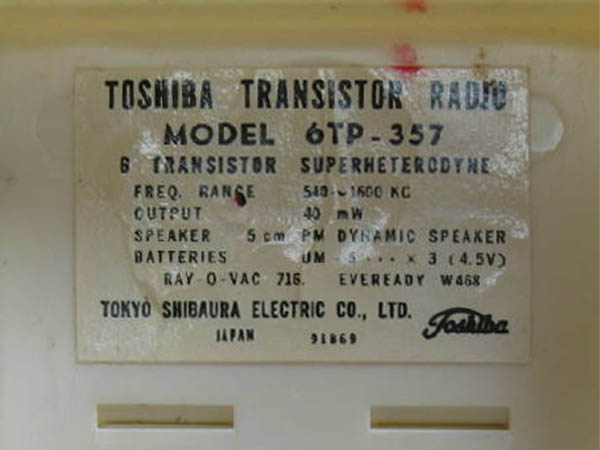 TOSHIBA TRANSISTOR RADIO
MODEL 6TP-357
6 TRANSISTOR SUPERHETERODYNE
FREQ. RANGE 540~1600 KC
OUTPUT 40 mW
SPEAKER 5 cm PM DYNAMIC SPEAKER
BATTERIES UM - 5 ··· × 3 (4.5V)
RAY-O-VAC 716. EVEREADY W468
TOKYO SHIBAURA ELECTRIC CO., LTD.
Toshiba
JAPAN 91869